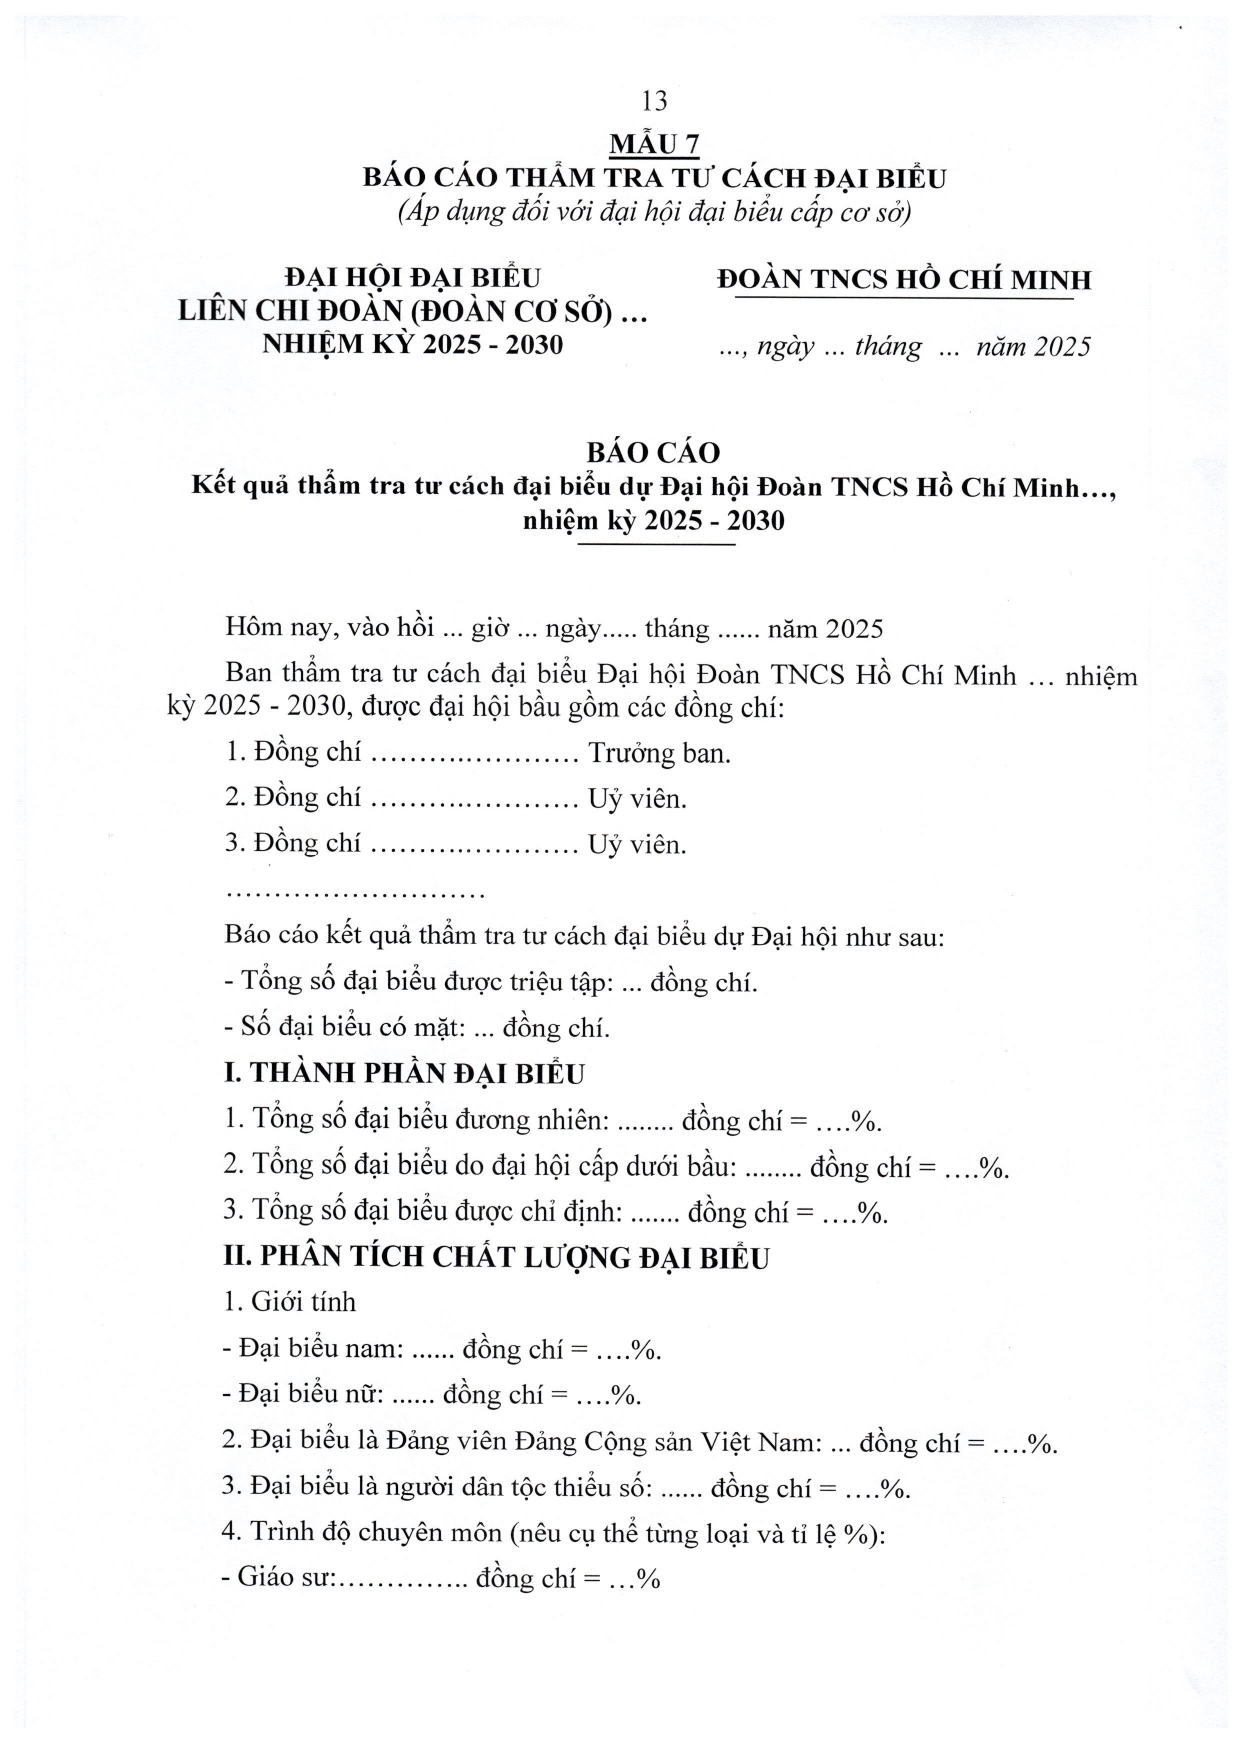 13
MẪU 7
BÁO CÁO THẨM TRA TƯ CÁCH ĐẠI BIỂU
(Áp dụng đối với đại hội đại biểu cấp cơ sở)
ĐẠI HỘI ĐẠI BIỂU
LIÊN CHI ĐOÀN (ĐOÀN CƠ SỞ) ...
NHIỆM KỲ 2025 - 2030
ĐOÀN TNCS HỒ CHÍ MINH
..., ngày ... tháng ... năm 2025
BÁO CÁO
Kết quả thẩm tra tư cách đại biểu dự Đại hội Đoàn TNCS Hồ Chí Minh...,
nhiệm kỳ 2025 - 2030
Hôm nay, vào hồi ... giờ ... ngày..... tháng ...... năm 2025
Ban thẩm tra tư cách đại biểu Đại hội Đoàn TNCS Hồ Chí Minh ... nhiệm
kỳ 2025 - 2030, được đại hội bầu gồm các đồng chí:
1. Đồng chí ........................ Trưởng ban.
2. Đồng chí ........................ Uỷ viên.
3. Đồng chí ........................ Uỷ viên.
...........................
Báo cáo kết quả thẩm tra tư cách đại biểu dự Đại hội như sau:
- Tổng số đại biểu được triệu tập: ... đồng chí.
- Số đại biểu có mặt: ... đồng chí.
I. THÀNH PHẦN ĐẠI BIỂU
1. Tổng số đại biểu đương nhiên: ........ đồng chí = ....%.
2. Tổng số đại biểu do đại hội cấp dưới bầu: ........ đồng chí = ....%.
3. Tổng số đại biểu được chỉ định: ....... đồng chí = ....%.
II. PHÂN TÍCH CHẤT LƯỢNG ĐẠI BIỂU
1. Giới tính
- Đại biểu nam: ...... đồng chí = ....%.
- Đại biểu nữ: ...... đồng chí = ....%.
2. Đại biểu là Đảng viên Đảng Cộng sản Việt Nam: ... đồng chí = ....%.
3. Đại biểu là người dân tộc thiểu số: ...... đồng chí = ....%.
4. Trình độ chuyên môn (nêu cụ thể từng loại và tỉ lệ %):
- Giáo sư:.............. đồng chí = ...%